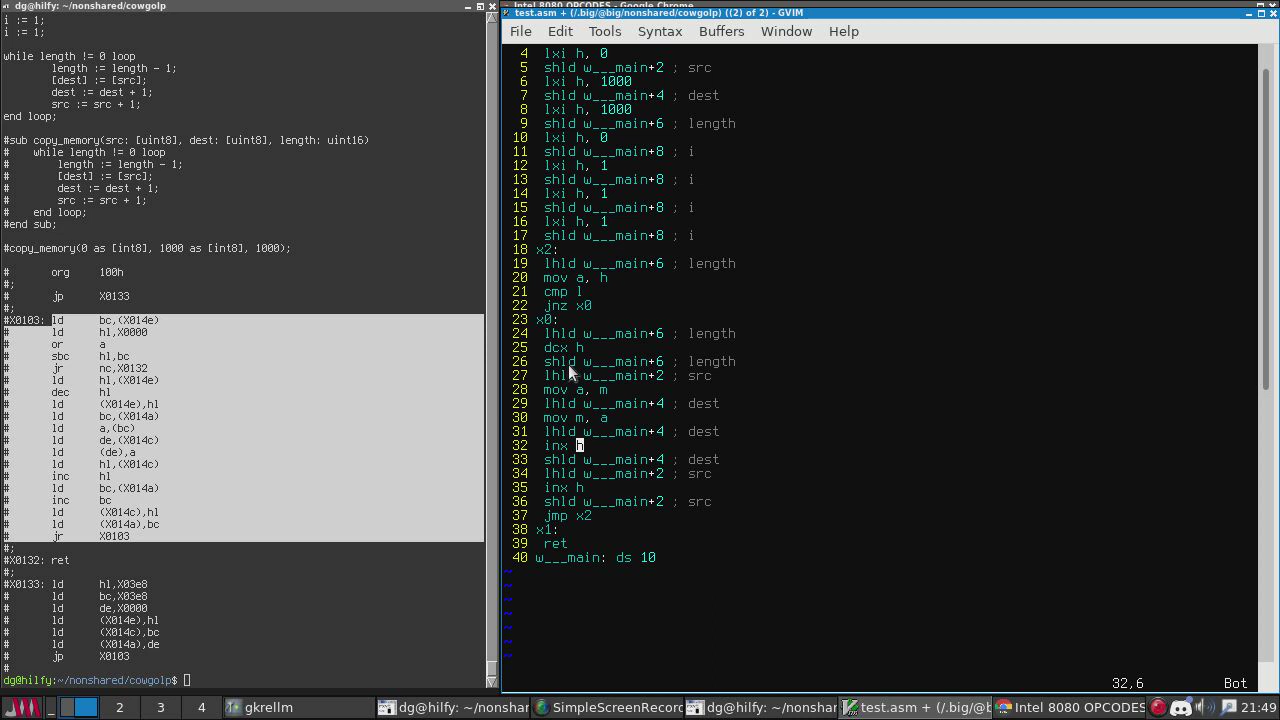 dg@hilfy: ~/nonshared/cowgolp
i := 1;
i := 1;
while length != 0 loop
length := length - 1;
[dest] := [src];
dest := dest + 1;
src := src + 1;
end loop;
#sub copy_memory(src: [uint8], dest: [uint8], length: uint16)
#    while length != 0 loop
#        length := length - 1;
#        [dest] := [src];
#        dest := dest + 1;
#        src := src + 1;
#    end loop;
#end sub;
#copy_memory(0 as [int8], 1000 as [int8], 1000);
#       org     100h
#;
#       jp      X0133
#;
#X0103: ld      bc,(X014e)
#       ld      hl,X0000
#       or      a
#       sbc     hl,bc
#       jr      nc,X0132
#       ld      hl,(X014e)
#       dec     hl
#       ld      (X014e),hl
#       ld      bc,(X014a)
#       ld      a,(bc)
#       ld      de,(X014c)
#       ld      (de),a
#       ld      hl,(X014c)
#       inc     hl
#       ld      bc,(X014a)
#       inc     bc
#       ld      (X014c),hl
#       ld      (X014a),bc
#       jr      X0103
#;
#X0132: ret
#;
#X0133: ld      hl,X03e8
#       ld      bc,X03e8
#       ld      de,X0000
#       ld      (X014e),hl
#       ld      (X014c),bc
#       ld      (X014a),de
#       jp      X0103
#
dg@hilfy:~/nonshared/cowgolp$
Intel 8080 OPCODES - Google Chrome
test.asm + (/.big/@big/nonshared/cowgolp) ((2) of 2) - GVIM
File Edit Tools Syntax Buffers Window Help
4 lxi h, 0
5 shld w___main+2 ; src
6 lxi h, 1000
7 shld w___main+4 ; dest
8 lxi h, 1000
9 shld w___main+6 ; length
10 lxi h, 0
11 shld w___main+8 ; i
12 lxi h, 1
13 shld w___main+8 ; i
14 lxi h, 1
15 shld w___main+8 ; i
16 lxi h, 1
17 shld w___main+8 ; i
18 x2:
19 lhld w___main+6 ; length
20 mov a, h
21 cmp l
22 jnz x0
23 x0:
24 lhld w___main+6 ; length
25 dcx h
26 shld w___main+6 ; length
27 lhld w___main+2 ; src
28 mov a, m
29 lhld w___main+4 ; dest
30 mov m, a
31 lhld w___main+4 ; dest
32 inx h
33 shld w___main+4 ; dest
34 lhld w___main+2 ; src
35 inx h
36 shld w___main+2 ; src
37 jmp x2
38 x1:
39 ret
40 w___main: ds 10
~
~
~
~
~
~
~
32,6 Bot
2 3 4 gkrellm dg@hilfy: ~/nonshar SimpleScreenRecor dg@hilfy: ~/nonshar test.asm + (/.big/@b Intel 8080 OPCODES 21:49